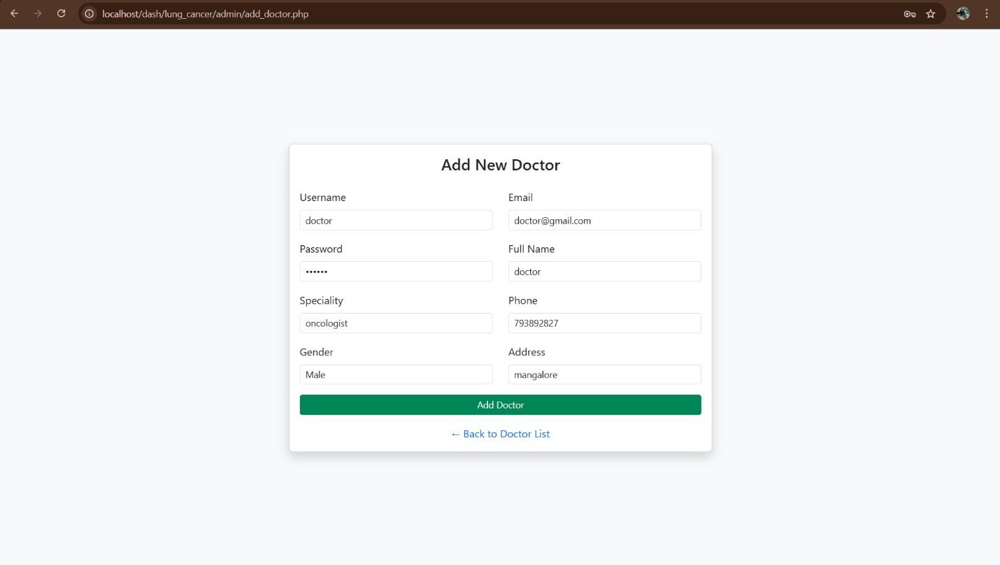 localhost/dash/lung_cancer/admin/add_doctor.php
Add New Doctor
Username Email
doctor doctor@gmail.com
Password Full Name
•••••• doctor
Speciality Phone
oncologist 793892827
Gender Address
Male mangalore
Add Doctor
← Back to Doctor List